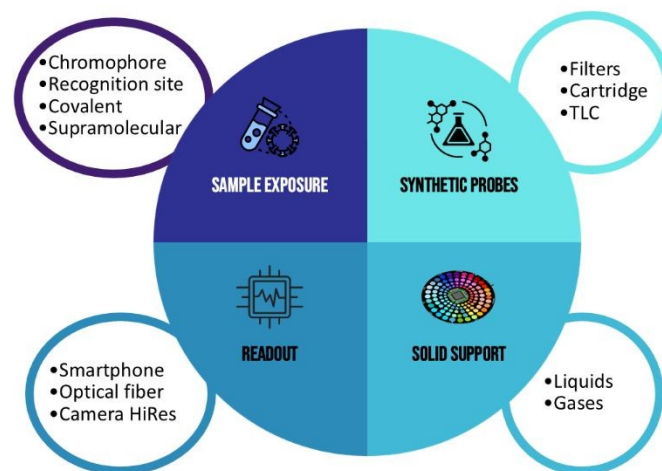 •Chromophore
•Recognition site
•Covalent
•Supramolecular
•Filters
•Cartridge
•TLC
SAMPLE EXPOSURE
SYNTHETIC PROBES
READOUT
SOLID SUPPORT
•Smartphone
•Optical fiber
•Camera HiRes
•Liquids
•Gases